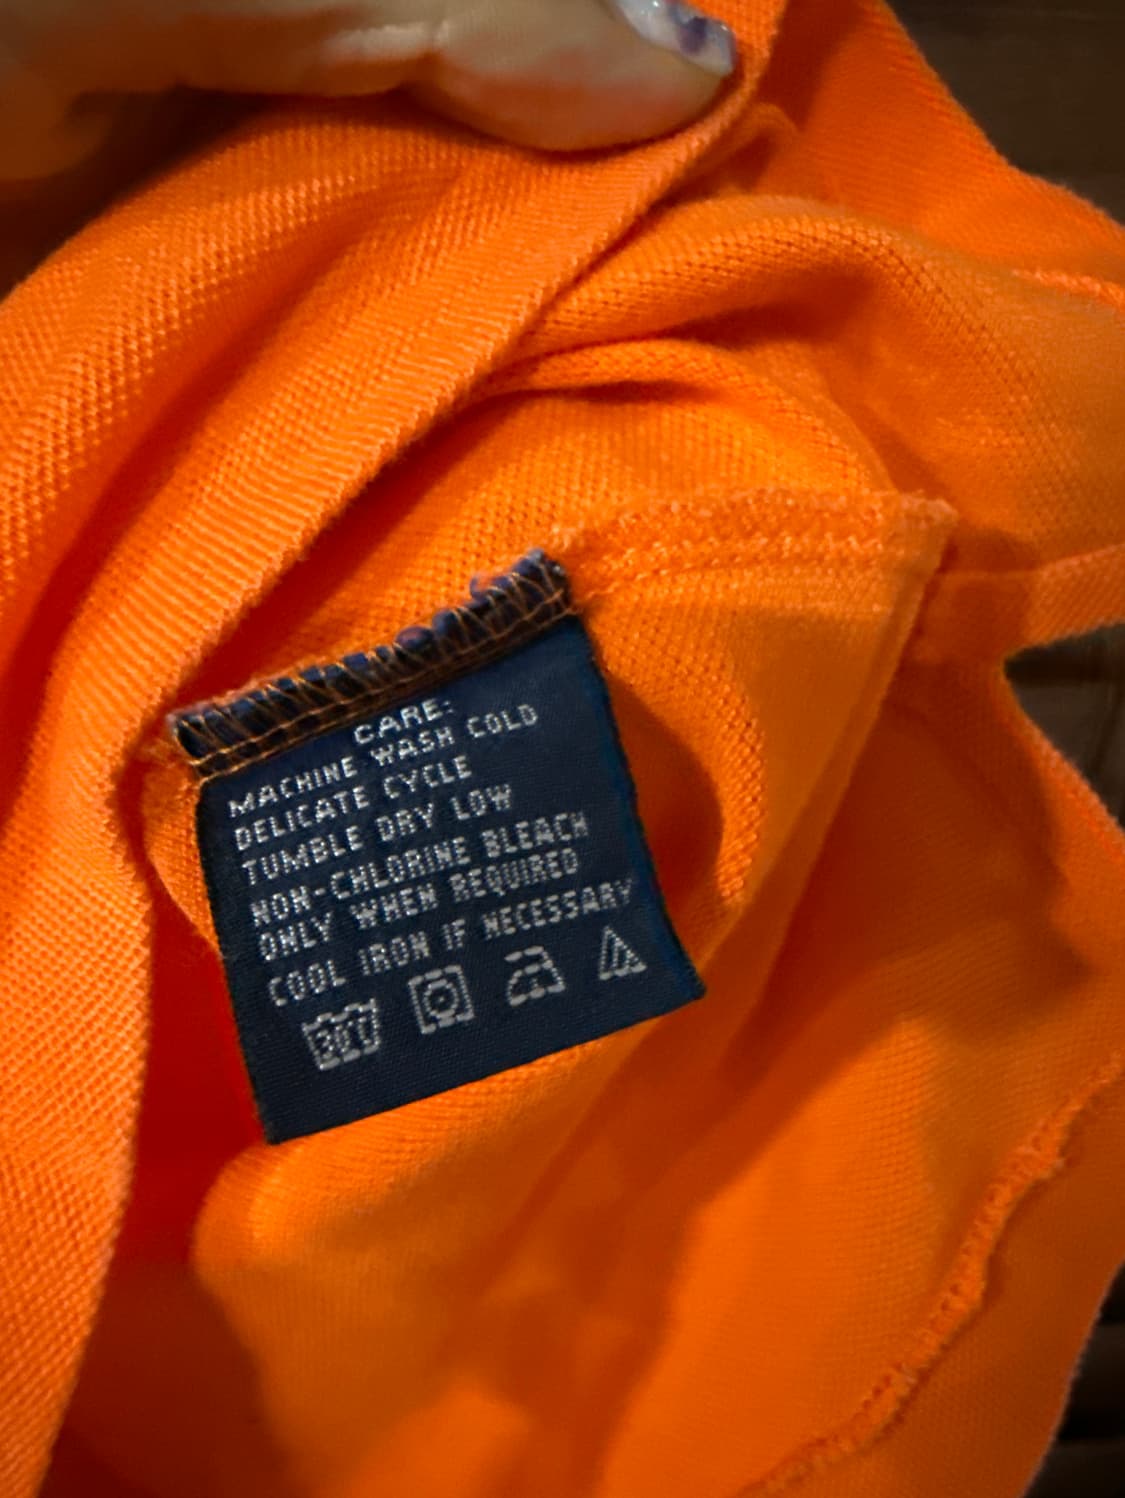 CARE:
MACHINE WASH COLD
DELICATE CYCLE
TUMBLE DRY LOW
NON-CHLORINE BLEACH
ONLY WHEN REQUIRED
COOL IRON IF NECESSARY